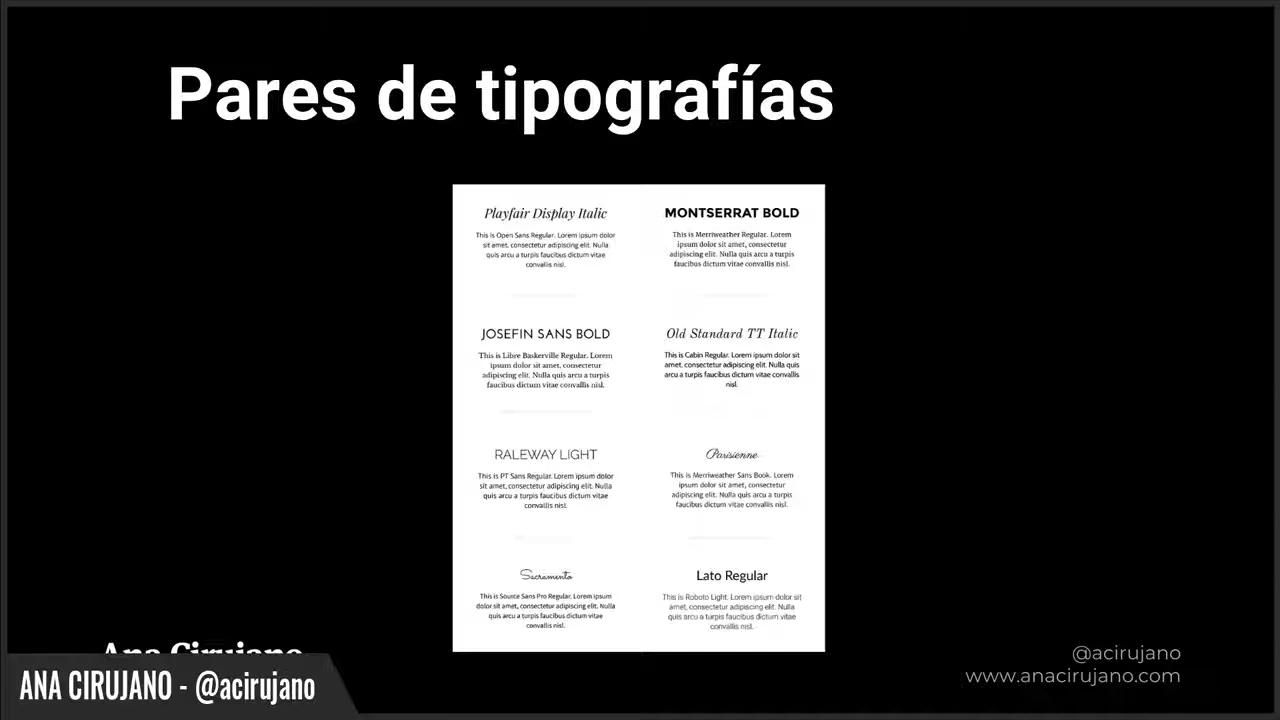 Pares de tipografías
Playfair Display Italic
This is Open Sans Regular. Lorem ipsum dolor
sit amet, consectetur adipiscing elit. Nulla
quis arcu a turpis faucibus dictum vitae
convallis nisl.
MONTSERRAT BOLD
This is Merriweather Regular. Lorem
ipsum dolor sit amet, consectetur
adipiscing elit. Nulla quis arcu a turpis
faucibus dictum vitae convallis nisl.
JOSEFIN SANS BOLD
This is Libre Baskerville Regular. Lorem
ipsum dolor sit amet, consectetur
adipiscing elit. Nulla quis arcu a turpis
faucibus dictum vitae convallis nisl.
Old Standard TT Italic
This is Cabin Regular. Lorem ipsum dolor sit
amet, consectetur adipiscing elit. Nulla quis
arcu a turpis faucibus dictum vitae convallis
nisl.
RALEWAY LIGHT
This is PT Sans Regular. Lorem ipsum dolor
sit amet, consectetur adipiscing elit. Nulla
quis arcu a turpis faucibus dictum vitae
convallis nisl.
Parisienne
This is Merriweather Sans Book. Lorem
ipsum dolor sit amet, consectetur
adipiscing elit. Nulla quis arcu a turpis
faucibus dictum vitae convallis nisl.
Sacramento
This is Source Sans Pro Regular. Lorem ipsum
dolor sit amet, consectetur adipiscing elit. Nulla
quis arcu a turpis faucibus dictum vitae
convallis nisl.
Lato Regular
This is Roboto Light. Lorem ipsum dolor sit
amet, consectetur adipiscing elit. Nulla quis
arcu a turpis faucibus dictum vitae
convallis nisl.
Ana Cirujano
ANA CIRUJANO - @acirujano
@acirujano
www.anacirujano.com